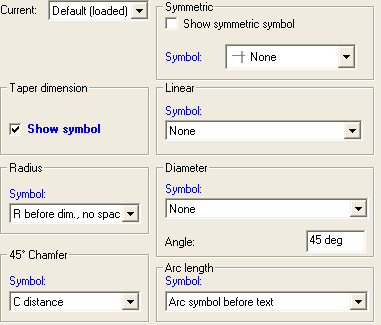 Current:
Default (loaded)
Symmetric
Show symmetric symbol
Symbol:
None
Taper dimension
Show symbol
Linear
Symbol:
None
Radius
Symbol:
R before dim., no spac
Diameter
Symbol:
None
Angle:
45 deg
45° Chamfer
Symbol:
C distance
Arc length
Symbol:
Arc symbol before text